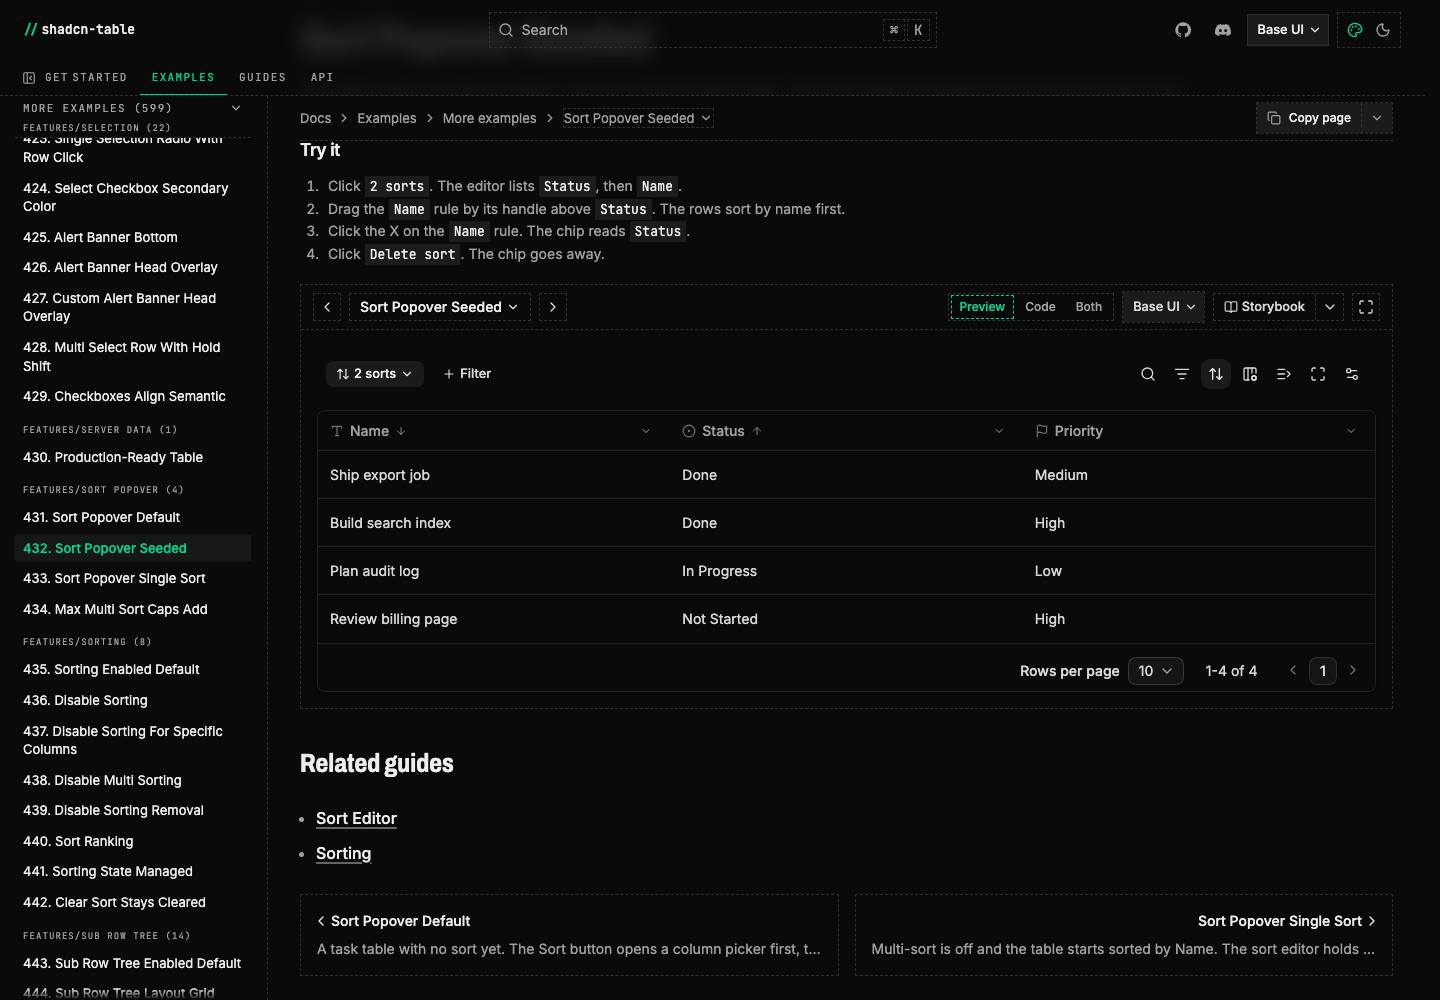 // shadcn-table
Search
⌘ K
Base UI
GET STARTED
EXAMPLES
GUIDES
API
MORE EXAMPLES (599)
FEATURES/SELECTION (22)
423. Single Selection Radio With
Row Click
424. Select Checkbox Secondary
Color
425. Alert Banner Bottom
426. Alert Banner Head Overlay
427. Custom Alert Banner Head
Overlay
428. Multi Select Row With Hold
Shift
429. Checkboxes Align Semantic
FEATURES/SERVER DATA (1)
430. Production-Ready Table
FEATURES/SORT POPOVER (4)
431. Sort Popover Default
432. Sort Popover Seeded
433. Sort Popover Single Sort
434. Max Multi Sort Caps Add
FEATURES/SORTING (8)
435. Sorting Enabled Default
436. Disable Sorting
437. Disable Sorting For Specific
Columns
438. Disable Multi Sorting
439. Disable Sorting Removal
440. Sort Ranking
441. Sorting State Managed
442. Clear Sort Stays Cleared
FEATURES/SUB ROW TREE (14)
443. Sub Row Tree Enabled Default
444. Sub Row Tree Layout Grid
Docs > Examples > More examples > Sort Popover Seeded
Copy page
Try it
1. Click 2 sorts. The editor lists Status, then Name.
2. Drag the Name rule by its handle above Status. The rows sort by name first.
3. Click the X on the Name rule. The chip reads Status.
4. Click Delete sort. The chip goes away.
Sort Popover Seeded
Preview Code Both
Base UI
Storybook
2 sorts
Filter
Name Status Priority
Ship export job Done Medium
Build search index Done High
Plan audit log In Progress Low
Review billing page Not Started High
Rows per page 10 1-4 of 4 1
Related guides
• Sort Editor
• Sorting
Sort Popover Default
A task table with no sort yet. The Sort button opens a column picker first, t...
Sort Popover Single Sort
Multi-sort is off and the table starts sorted by Name. The sort editor holds ...